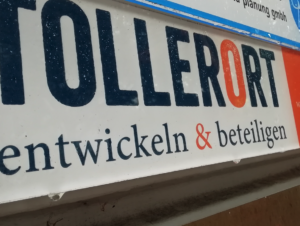 planung gmbh
TOLLERORT
entwickeln & beteiligen